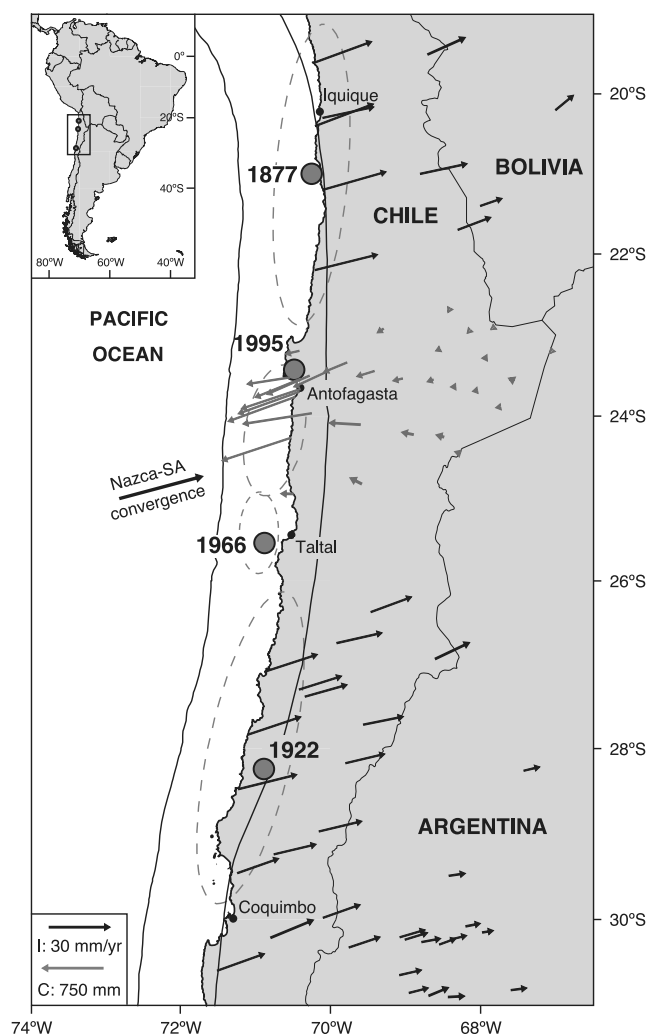 0°
20°S
40°S
80°W
60°W
40°W
Iquique
20°S
1877
BOLIVIA
CHILE
22°S
PACIFIC
OCEAN
1995
Antofagasta
24°S
Nazca-SA
convergence
1966
Taltal
26°S
1922
28°S
ARGENTINA
Coquimbo
30°S
I: 30 mm/yr
C: 750 mm
74°W
72°W
70°W
68°W